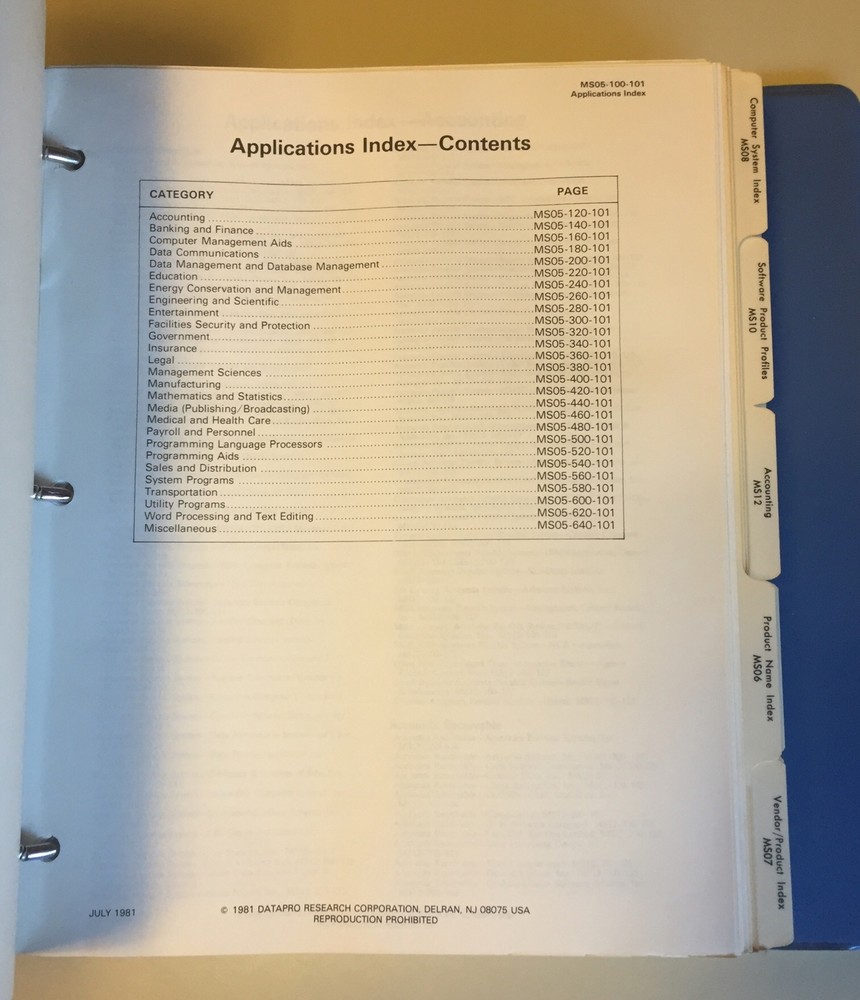 MS05-100-101
Applications Index
Applications Index—Contents
CATEGORY PAGE
Accounting ........ MS05-120-101
Banking and Finance ........ MS05-140-101
Computer Management Aids ........ MS05-160-101
Data Communications ........ MS05-180-101
Data Management and Database Management ........ MS05-200-101
Education ........ MS05-220-101
Energy Conservation and Management ........ MS05-240-101
Engineering and Scientific ........ MS05-260-101
Entertainment ........ MS05-280-101
Facilities Security and Protection ........ MS05-300-101
Government ........ MS05-320-101
Insurance ........ MS05-340-101
Legal ........ MS05-360-101
Management Sciences ........ MS05-380-101
Manufacturing ........ MS05-400-101
Mathematics and Statistics ........ MS05-420-101
Media (Publishing/Broadcasting) ........ MS05-440-101
Medical and Health Care ........ MS05-460-101
Payroll and Personnel ........ MS05-480-101
Programming Language Processors ........ MS05-500-101
Programming Aids ........ MS05-520-101
Sales and Distribution ........ MS05-540-101
System Programs ........ MS05-560-101
Transportation ........ MS05-580-101
Utility Programs ........ MS05-600-101
Word Processing and Text Editing ........ MS05-620-101
Miscellaneous ........ MS05-640-101
JULY 1981
© 1981 DATAPRO RESEARCH CORPORATION, DELRAN, NJ 08075 USA
REPRODUCTION PROHIBITED
Computer System Index
MS08
Software Product Profiles
MS10
Accounting
MS12
Product Name Index
MS06
Vendor/Product Index
MS07